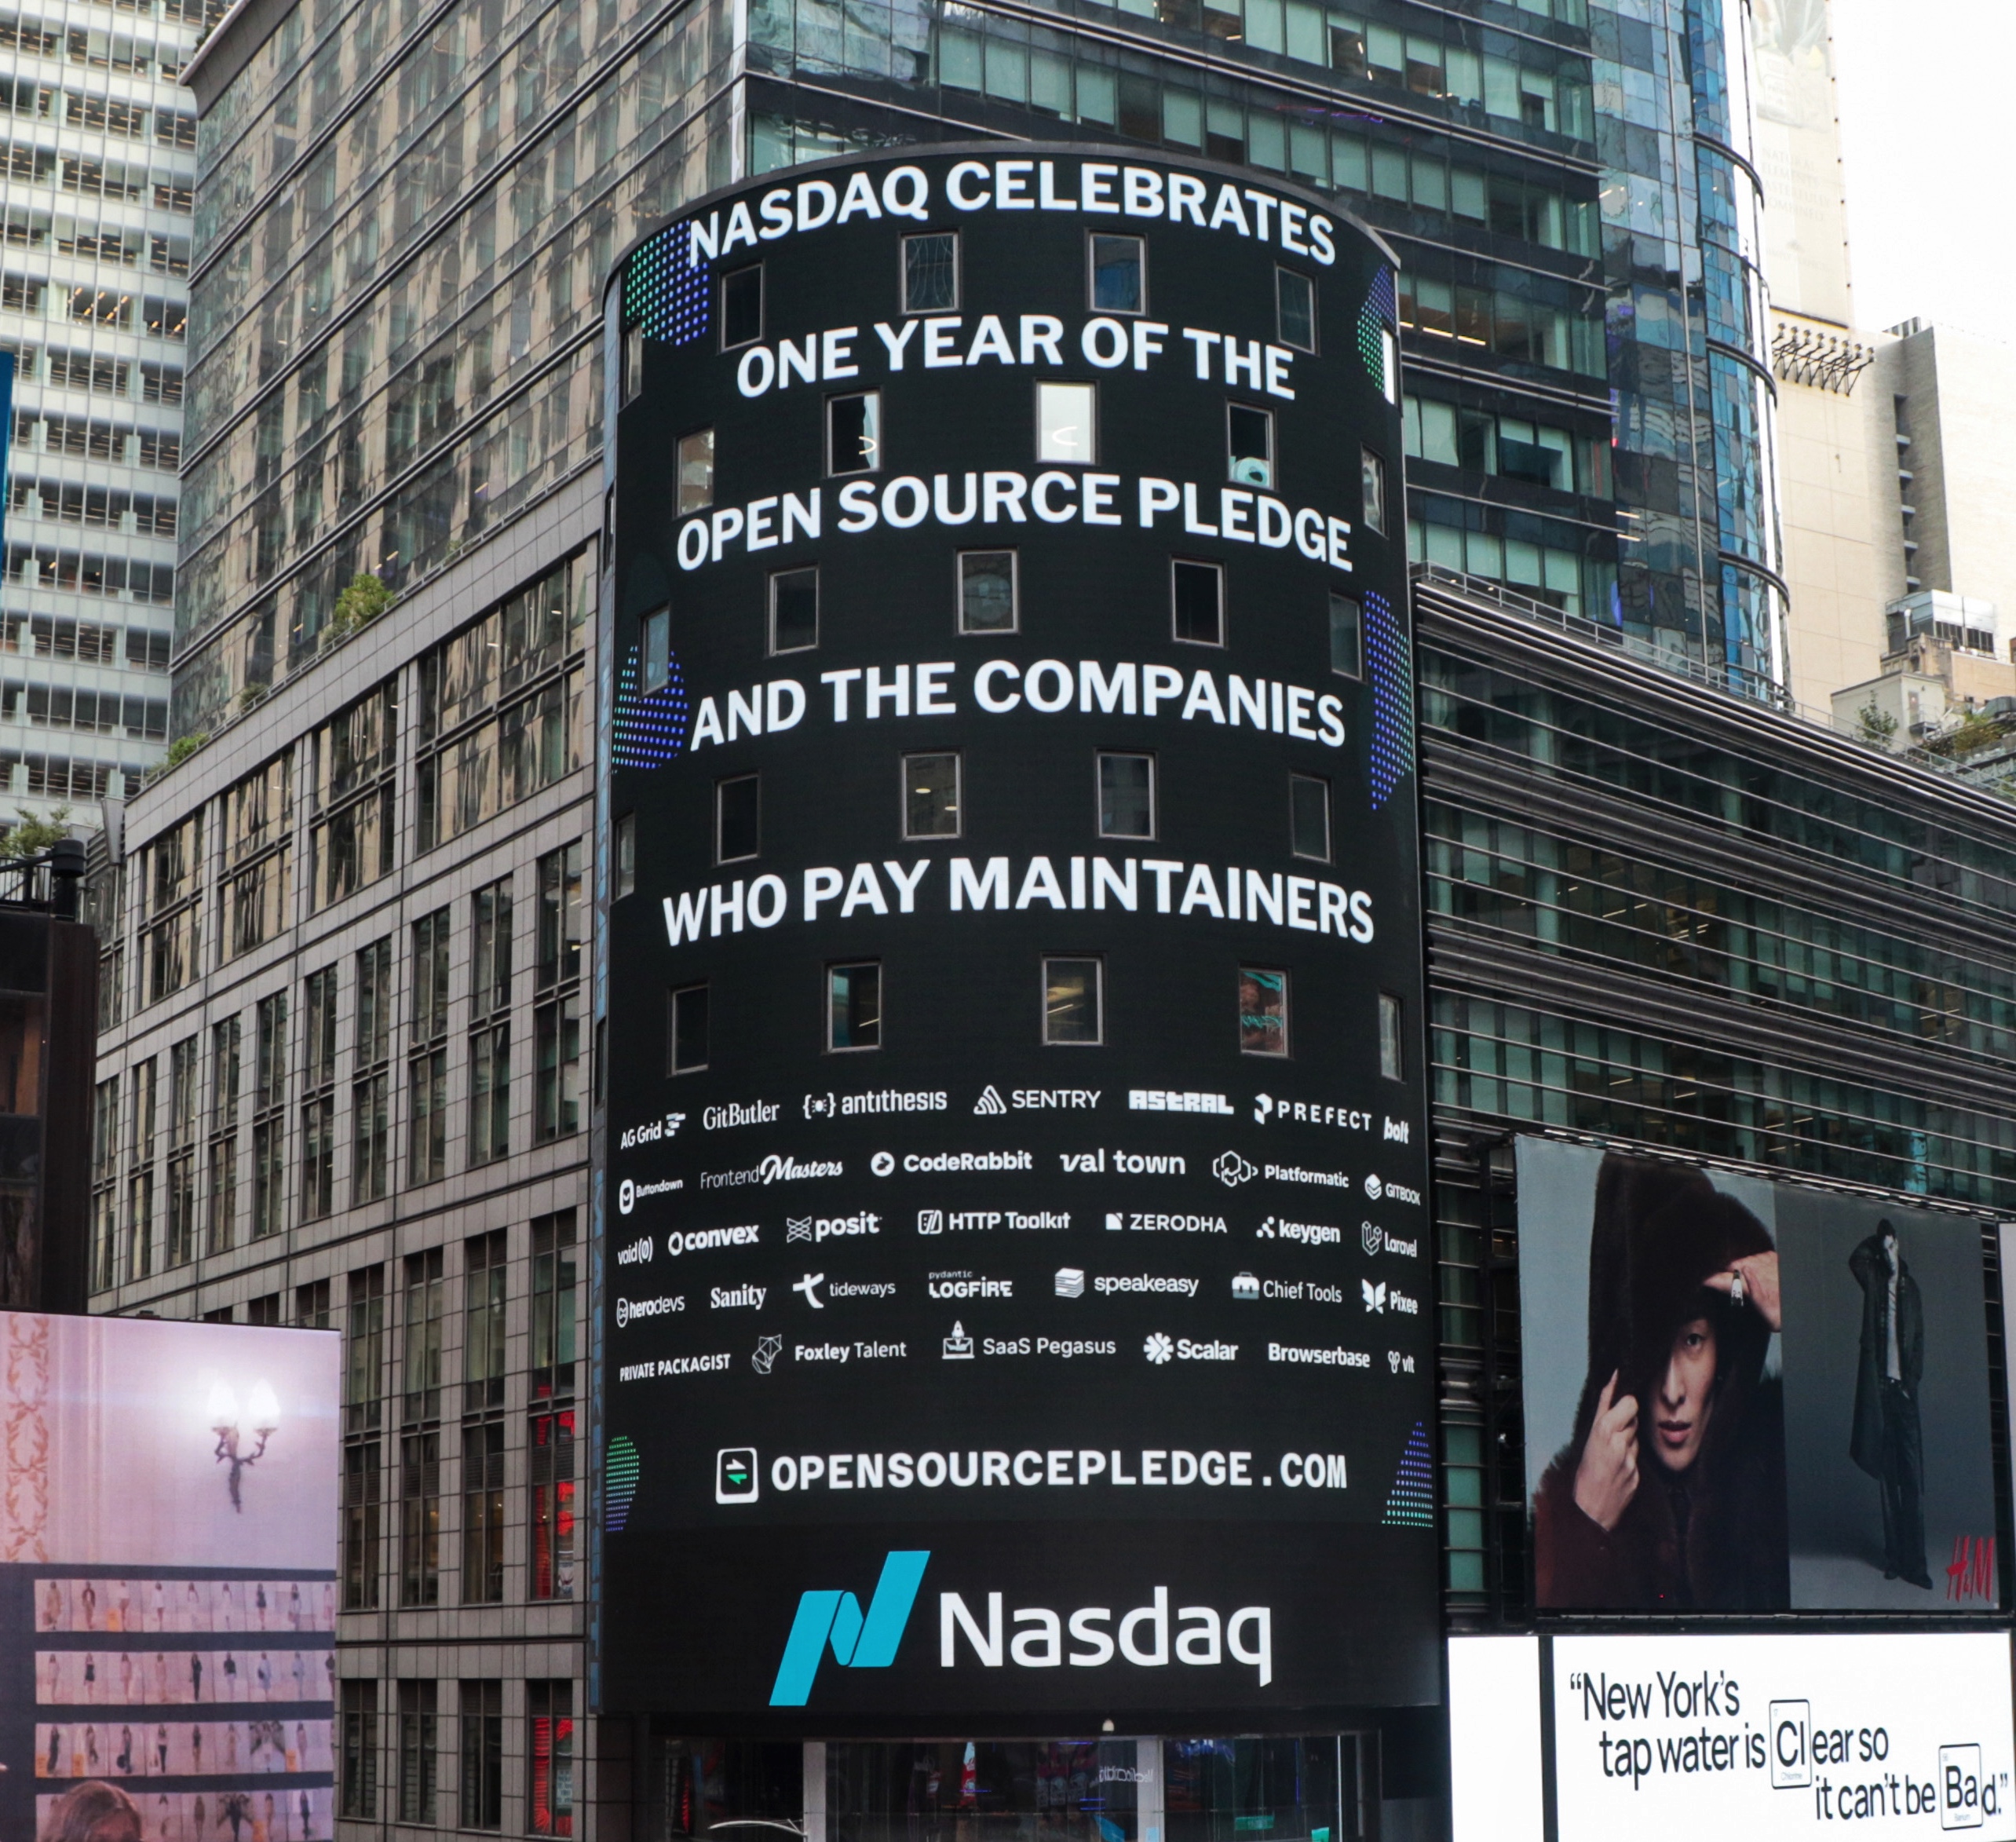 NASDAQ CELEBRATES
ONE YEAR OF THE
OPEN SOURCE PLEDGE
AND THE COMPANIES
WHO PAY MAINTAINERS
AG Grid GitButler antithesis SENTRY ASTRAL PREFECT bolt
Buttondown FrontendMasters CodeRabbit val town Platformatic GITBOOK
void(0) convex posit HTTP Toolkit ZERODHA keygen Laravel
herodevs Sanity tideways pydantic LOGFIRE speakeasy Chief Tools Pixee
PRIVATE PACKAGIST Foxley Talent SaaS Pegasus Scalar Browserbase vlt
OPENSOURCEPLEDGE.COM
Nasdaq
H&M
“New York's
tap water is Clear so
it can't be Bad.”